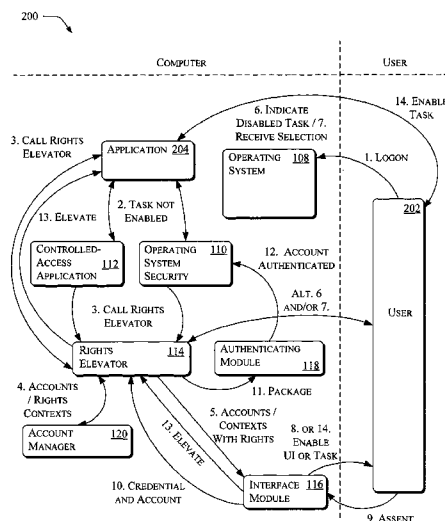 200
COMPUTER
USER
6. INDICATE
DISABLED TASK / 7.
RECEIVE SELECTION
14. ENABLE
TASK
3. CALL RIGHTS
ELEVATOR
APPLICATION 204
OPERATING
SYSTEM 108
1. LOGON
13. ELEVATE
2. TASK NOT
ENABLED
202
CONTROLLED-
ACCESS
APPLICATION
112
OPERATING
SYSTEM 110
SECURITY
12. ACCOUNT
AUTHENTICATED
3. CALL RIGHTS
ELEVATOR
ALT. 6
AND/OR 7.
USER
RIGHTS
ELEVATOR 114
AUTHENTICATING
MODULE 118
11. PACKAGE
4. ACCOUNTS
/ RIGHTS
CONTEXTS
5. ACCOUNTS /
CONTEXTS
WITH RIGHTS
13. ELEVATE
8. OR 14.
ENABLE
UI OR TASK
ACCOUNT
MANAGER 120
10. CREDENTIAL
AND ACCOUNT
INTERFACE
MODULE 116
9. ASSENT